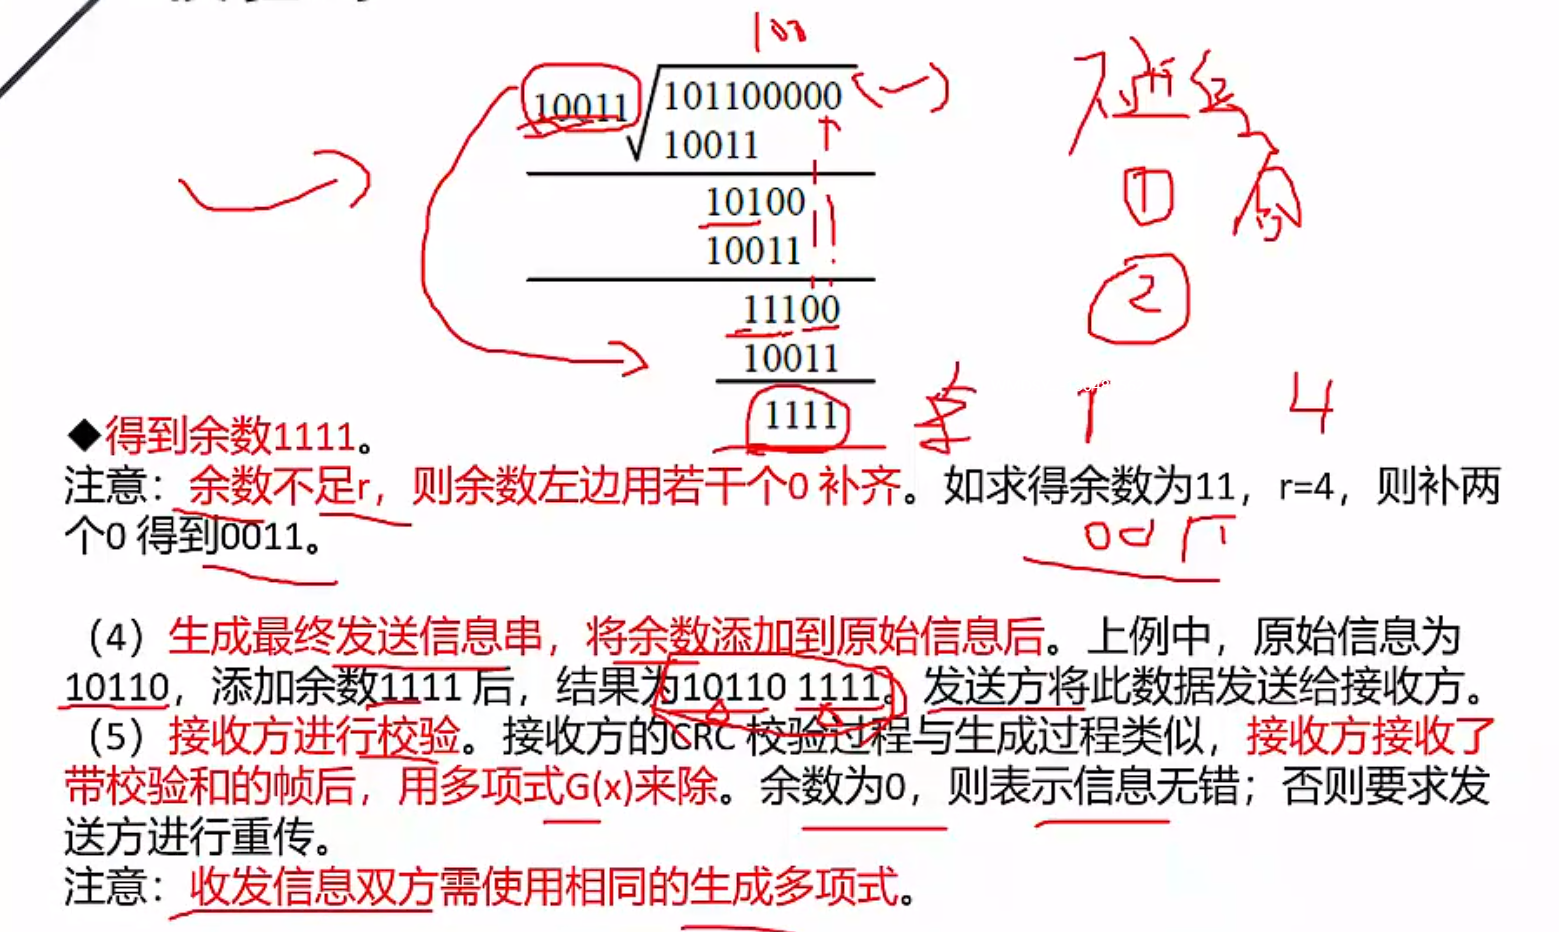 100
10011 101100000
10011
10100
10011
11100
10011
1111
1
2
r 4
◆得到余数1111。
注意：余数不足r，则余数左边用若干个0 补齐。如求得余数为11，r=4，则补两
个0 得到0011。
（4）生成最终发送信息串，将余数添加到原始信息后。上例中，原始信息为
10110，添加余数1111 后，结果为10110 1111。发送方将此数据发送给接收方。
（5）接收方进行校验。接收方的CRC 校验过程与生成过程类似，接收方接收了
带校验和的帧后，用多项式G(x)来除。余数为0，则表示信息无错；否则要求发
送方进行重传。
注意：收发信息双方需使用相同的生成多项式。